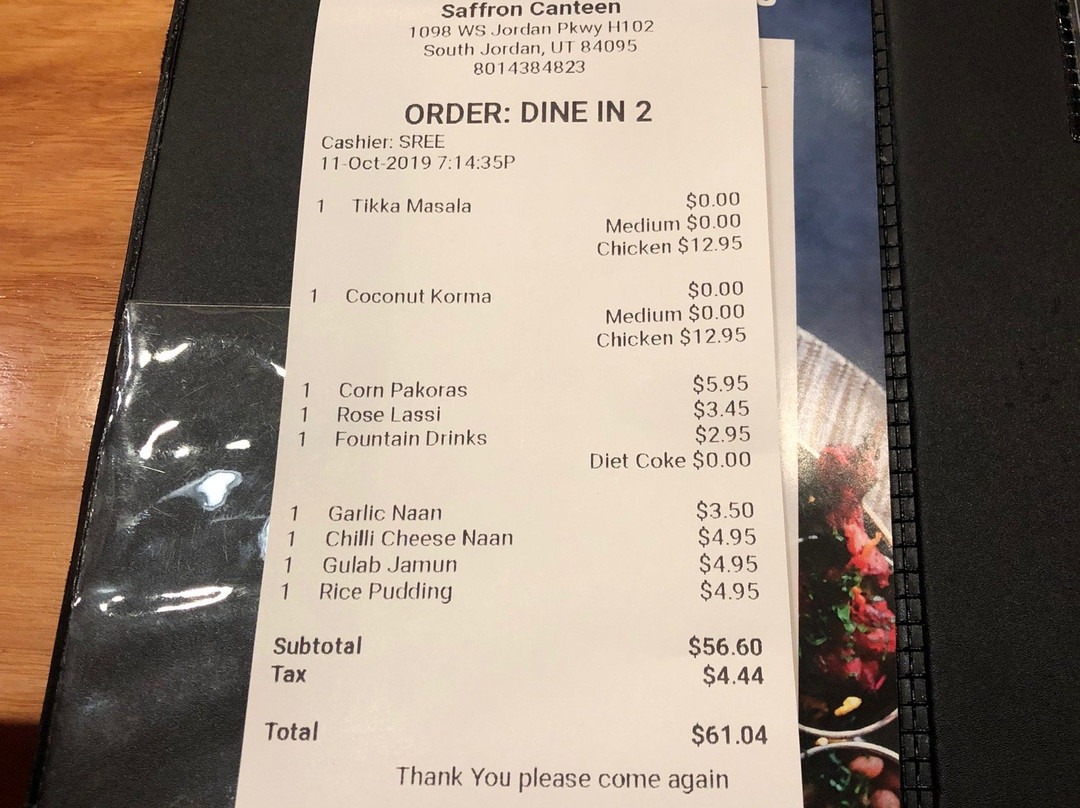 Saffron Canteen
1098 WS Jordan Pkwy H102
South Jordan, UT 84095
8014384823
ORDER: DINE IN 2
Cashier: SREE
11-Oct-2019 7:14:35P
1 Tikka Masala $0.00
Medium $0.00
Chicken $12.95
1 Coconut Korma $0.00
Medium $0.00
Chicken $12.95
1 Corn Pakoras $5.95
1 Rose Lassi $3.45
1 Fountain Drinks $2.95
Diet Coke $0.00
1 Garlic Naan $3.50
1 Chilli Cheese Naan $4.95
1 Gulab Jamun $4.95
1 Rice Pudding $4.95
Subtotal $56.60
Tax $4.44
Total $61.04
Thank You please come again